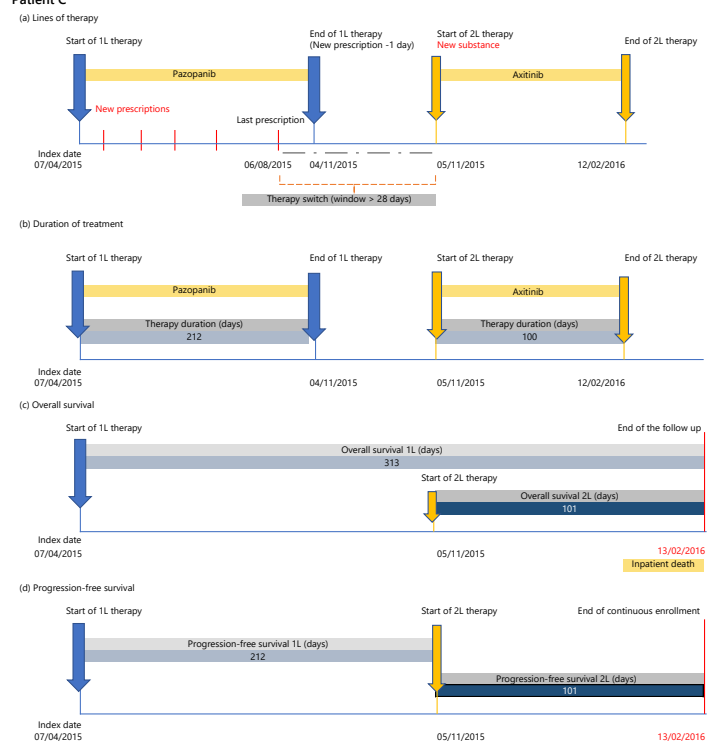 Patient C
(a) Lines of therapy
Start of 1L therapy
End of 1L therapy
(New prescription -1 day)
Start of 2L therapy
New substance
End of 2L therapy
Pazopanib
Axitinib
New prescriptions
Last prescription
Index date
07/04/2015
06/08/2015
04/11/2015
05/11/2015
12/02/2016
Therapy switch (window > 28 days)
(b) Duration of treatment
Start of 1L therapy
End of 1L therapy
Start of 2L therapy
End of 2L therapy
Pazopanib
Axitinib
Therapy duration (days)
212
Therapy duration (days)
100
Index date
07/04/2015
04/11/2015
05/11/2015
12/02/2016
(c) Overall survival
Start of 1L therapy
End of the follow up
Overall survival 1L (days)
313
Start of 2L therapy
Overall suvival 2L (days)
101
Index date
07/04/2015
05/11/2015
13/02/2016
Inpatient death
(d) Progression-free survival
Start of 1L therapy
Start of 2L therapy
End of continuous enrollment
Progression-free survival 1L (days)
212
Progression-free survival 2L (days)
101
Index date
07/04/2015
05/11/2015
13/02/2016